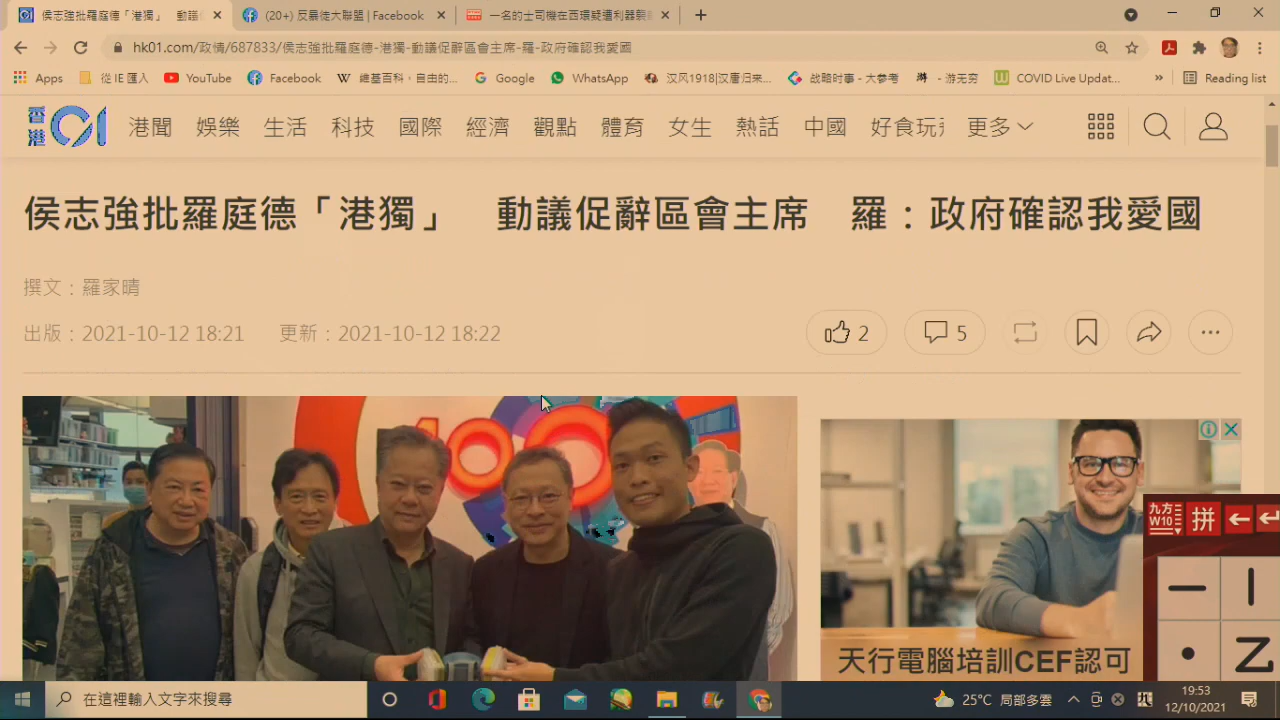 侯志強批羅庭德「港獨」 動議
(20+) 反暴徒大聯盟 | Facebook
一名的士司機在西環疑遭利器襲
hk01.com/政情/687833/侯志強批羅庭德-港獨-動議促辭區會主席-羅-政府確認我愛國
Apps
從 IE 匯入
YouTube
Facebook
W
維基百科,自由的...
Google
WhatsApp
汉风1918|汉唐归来...
战略时事 - 大参考
- 游无穷
COVID Live Updat...
»
Reading list
香港01
港聞 娛樂 生活 科技 國際 經濟 觀點 體育 女生 熱話 中國 好食玩 更多
侯志強批羅庭德「港獨」 動議促辭區會主席 羅:政府確認我愛國
撰文:羅家晴
出版:2021-10-12 18:21 更新:2021-10-12 18:22
2
5
天行電腦培訓CEF認可
九方
W10
拼
在這裡輸入文字來搜尋
25°C 局部多雲
19:53
12/10/2021